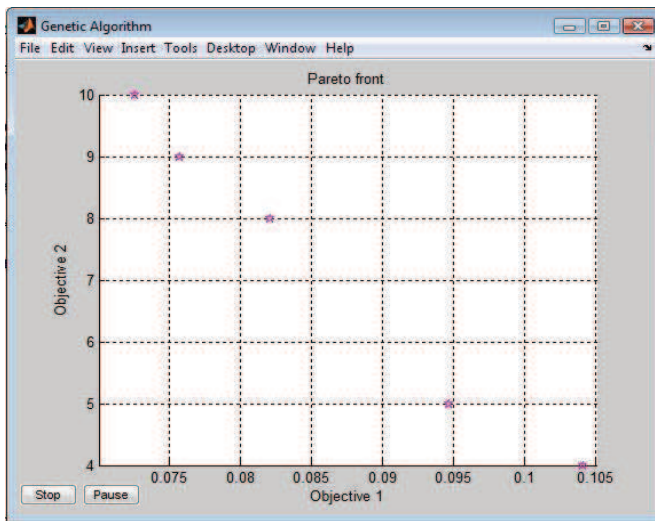 Genetic Algorithm
File Edit View Insert Tools Desktop Window Help
Pareto front
10
9
8
7
6
5
4
Objective 2
0.075 0.08 0.085 0.09 0.095 0.1 0.105
Objective 1
Stop Pause